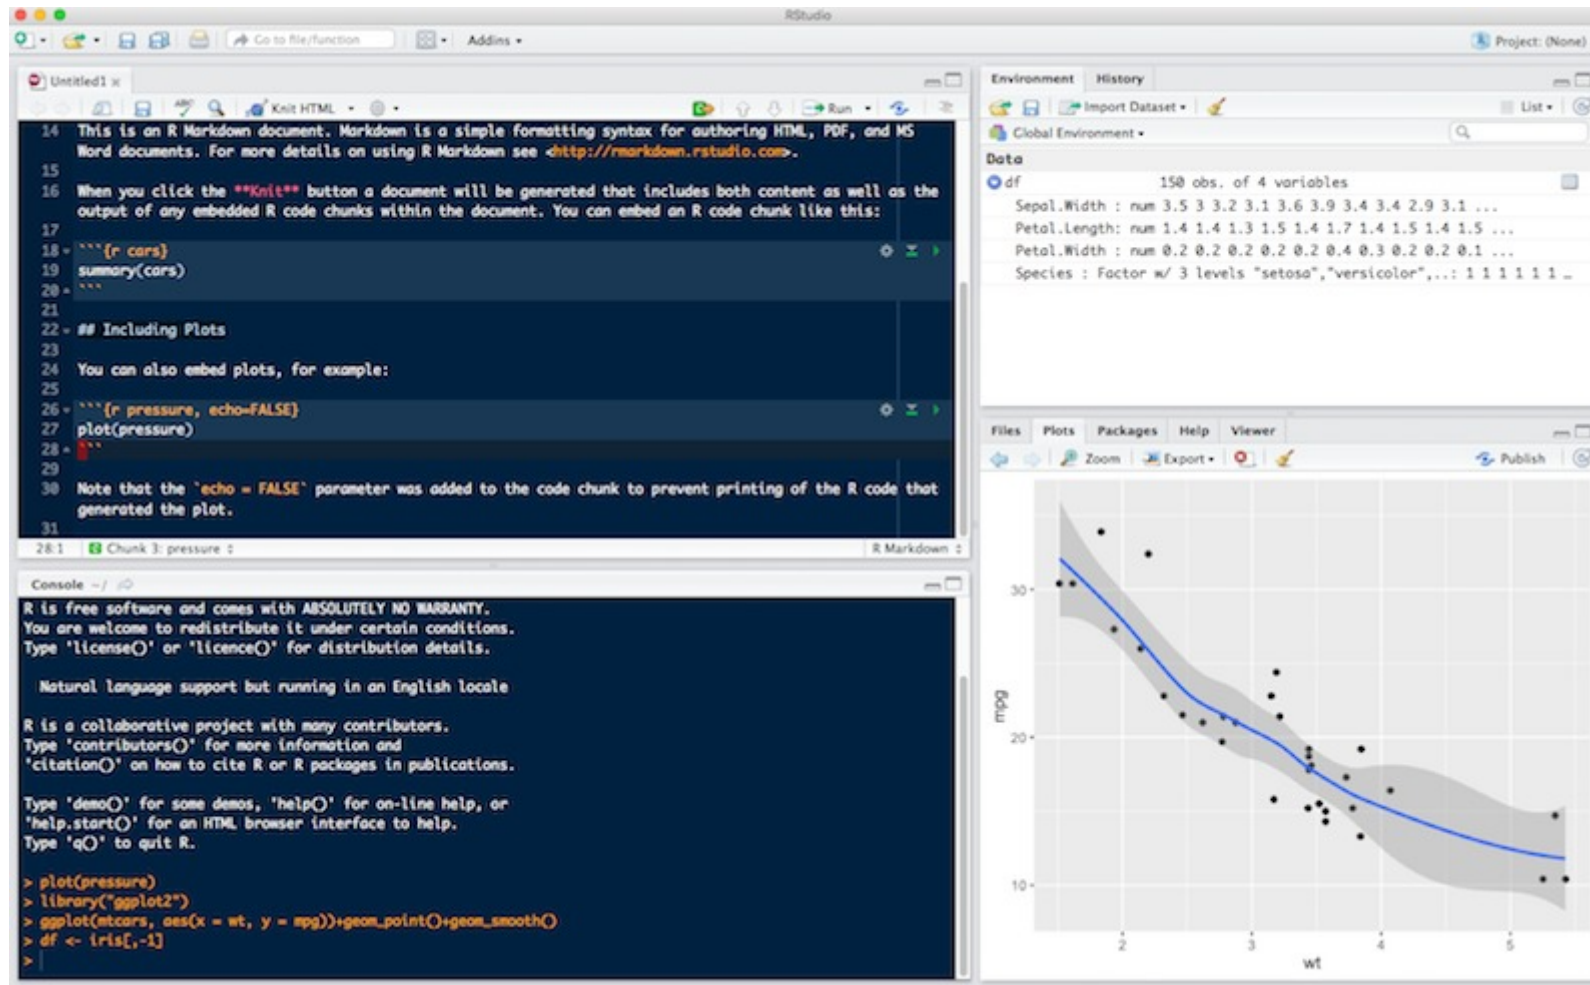 RStudio
Go to file/function
Addins
Project: (None)
Untitled1
ABC
Knit HTML
Run
14 This is an R Markdown document. Markdown is a simple formatting syntax for authoring HTML, PDF, and MS
Word documents. For more details on using R Markdown see <http://rmarkdown.rstudio.com>.
15
16 When you click the **Knit** button a document will be generated that includes both content as well as the
output of any embedded R code chunks within the document. You can embed an R code chunk like this:
17
18 ```{r cars}
19 summary(cars)
20 ```
21
22 ## Including Plots
23
24 You can also embed plots, for example:
25
26 ```{r pressure, echo=FALSE}
27 plot(pressure)
28 ```
29
30 Note that the `echo = FALSE` parameter was added to the code chunk to prevent printing of the R code that
generated the plot.
31
28:1 Chunk 3: pressure R Markdown
Console ~/
R is free software and comes with ABSOLUTELY NO WARRANTY.
You are welcome to redistribute it under certain conditions.
Type 'license()' or 'licence()' for distribution details.
Natural language support but running in an English locale
R is a collaborative project with many contributors.
Type 'contributors()' for more information and
'citation()' on how to cite R or R packages in publications.
Type 'demo()' for some demos, 'help()' for on-line help, or
'help.start()' for an HTML browser interface to help.
Type 'q()' to quit R.
> plot(pressure)
> library("ggplot2")
> ggplot(mtcars, aes(x = wt, y = mpg))+geom_point()+geom_smooth()
> df <- iris[,-1]
>
Environment History
Import Dataset List
Global Environment
Data
df 150 obs. of 4 variables
Sepal.Width : num 3.5 3 3.2 3.1 3.6 3.9 3.4 3.4 2.9 3.1 ...
Petal.Length: num 1.4 1.4 1.3 1.5 1.4 1.7 1.4 1.5 1.4 1.5 ...
Petal.Width : num 0.2 0.2 0.2 0.2 0.2 0.4 0.3 0.2 0.2 0.1 ...
Species : Factor w/ 3 levels "setosa","versicolor",..: 1 1 1 1 1 1 …
Files Plots Packages Help Viewer
Zoom Export Publish
30
20
10
mpg
2 3 4 5
wt